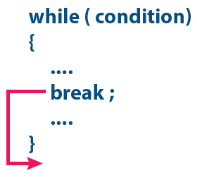 while ( condition)
{
....
break ;
....
}